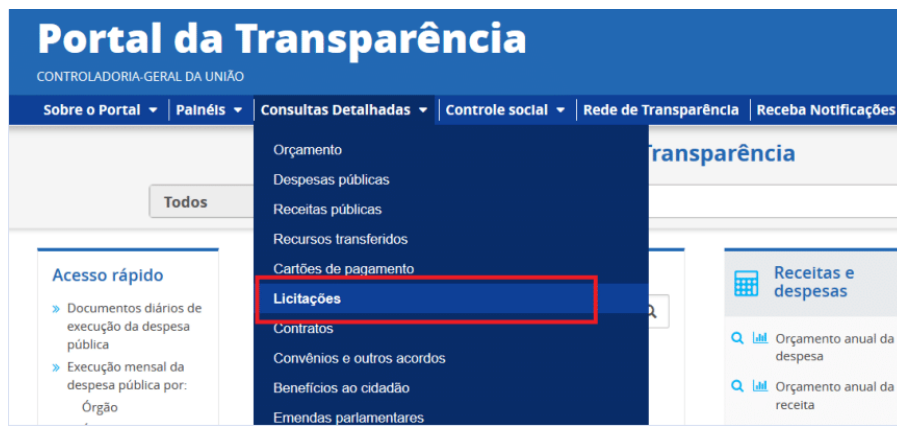 Portal da Transparência
CONTROLADORIA-GERAL DA UNIÃO
Sobre o Portal Painéis Consultas Detalhadas Controle social Rede de Transparência Receba Notificações
Transparência
Todos
Orçamento
Despesas públicas
Receitas públicas
Recursos transferidos
Cartões de pagamento
Licitações
Contratos
Convênios e outros acordos
Benefícios ao cidadão
Emendas parlamentares
Acesso rápido
» Documentos diários de
execução da despesa
pública
» Execução mensal da
despesa pública por:
Órgão
Receitas e
despesas
Orçamento anual da
despesa
Orçamento anual da
receita